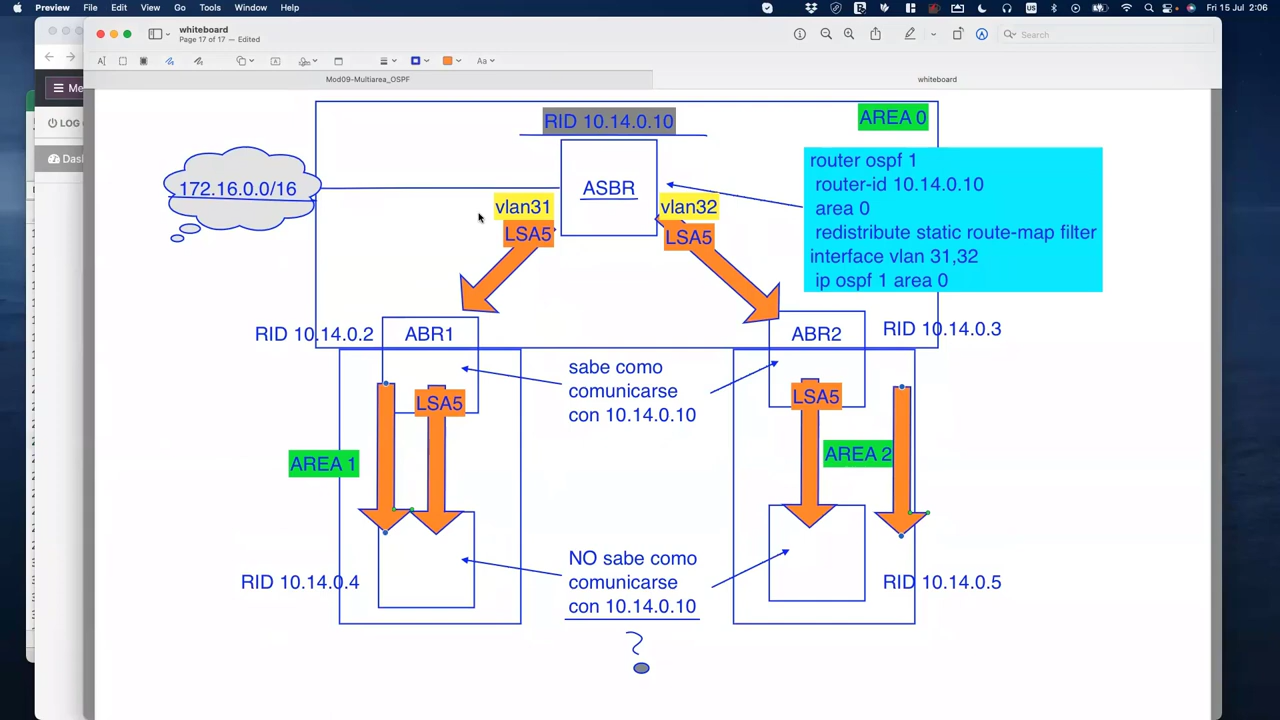 Preview File Edit View Go Tools Window Help
Fri 15 Jul 2:06
whiteboard
Page 17 of 17 — Edited
Search
Aa
Me
Mod09-Multiarea_OSPF
whiteboard
LOG
Dash
RID 10.14.0.10
AREA 0
172.16.0.0/16
ASBR
vlan31
vlan32
LSA5
LSA5
router ospf 1
router-id 10.14.0.10
area 0
redistribute static route-map filter
interface vlan 31,32
ip ospf 1 area 0
RID 10.14.0.2
ABR1
ABR2
RID 10.14.0.3
sabe como
comunicarse
con 10.14.0.10
LSA5
LSA5
AREA 1
AREA 2
NO sabe como
comunicarse
con 10.14.0.10
RID 10.14.0.4
RID 10.14.0.5
?